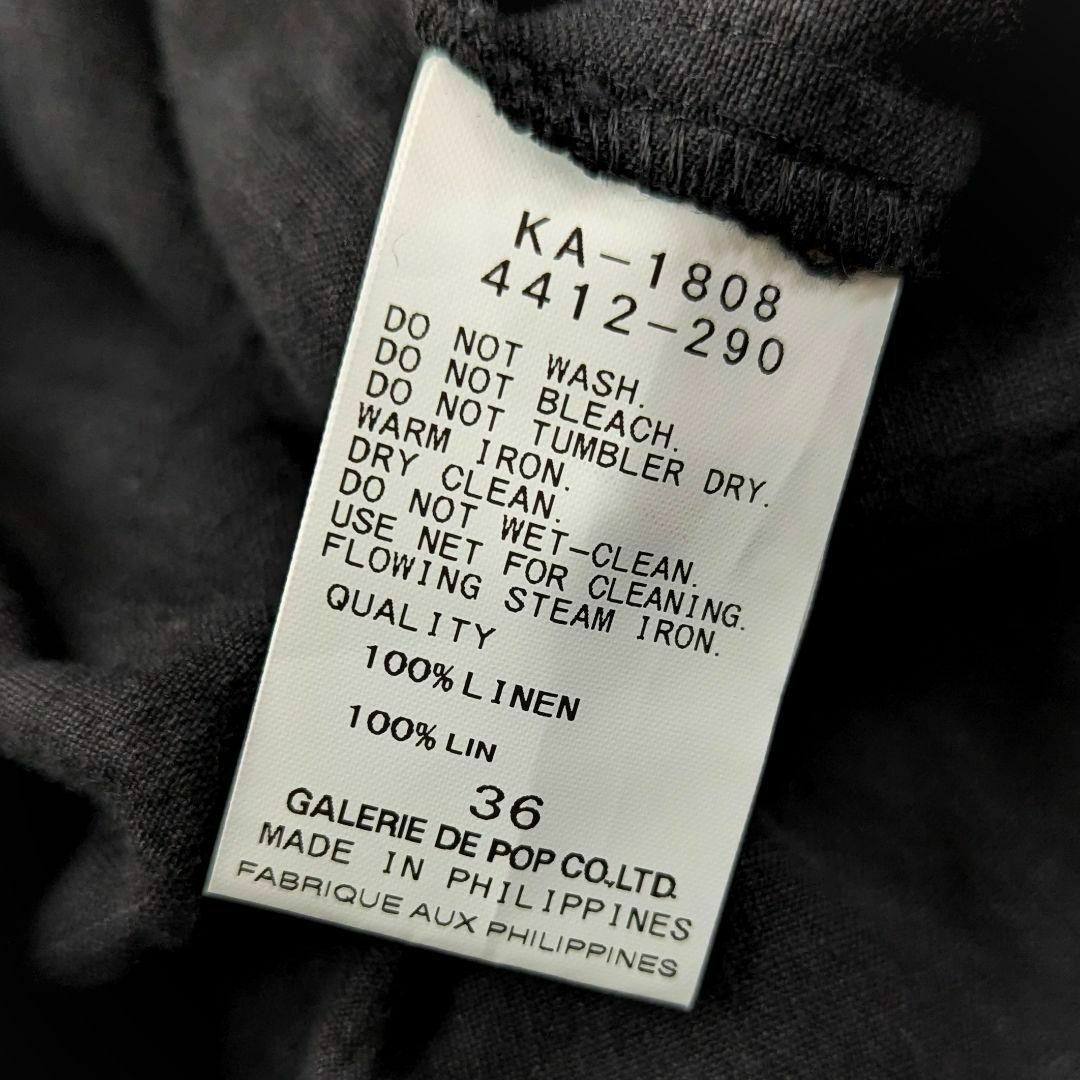 KA-1808
4412-290
DO NOT WASH.
DO NOT BLEACH.
DO NOT TUMBLER DRY.
WARM IRON.
DRY CLEAN.
DO NOT WET-CLEAN.
USE NET FOR CLEANING.
FLOWING STEAM IRON.
QUALITY
100% LINEN
100% LIN
36
GALERIE DE POP CO.,LTD.
MADE IN PHILIPPINES
FABRIQUE AUX PHILIPPINES